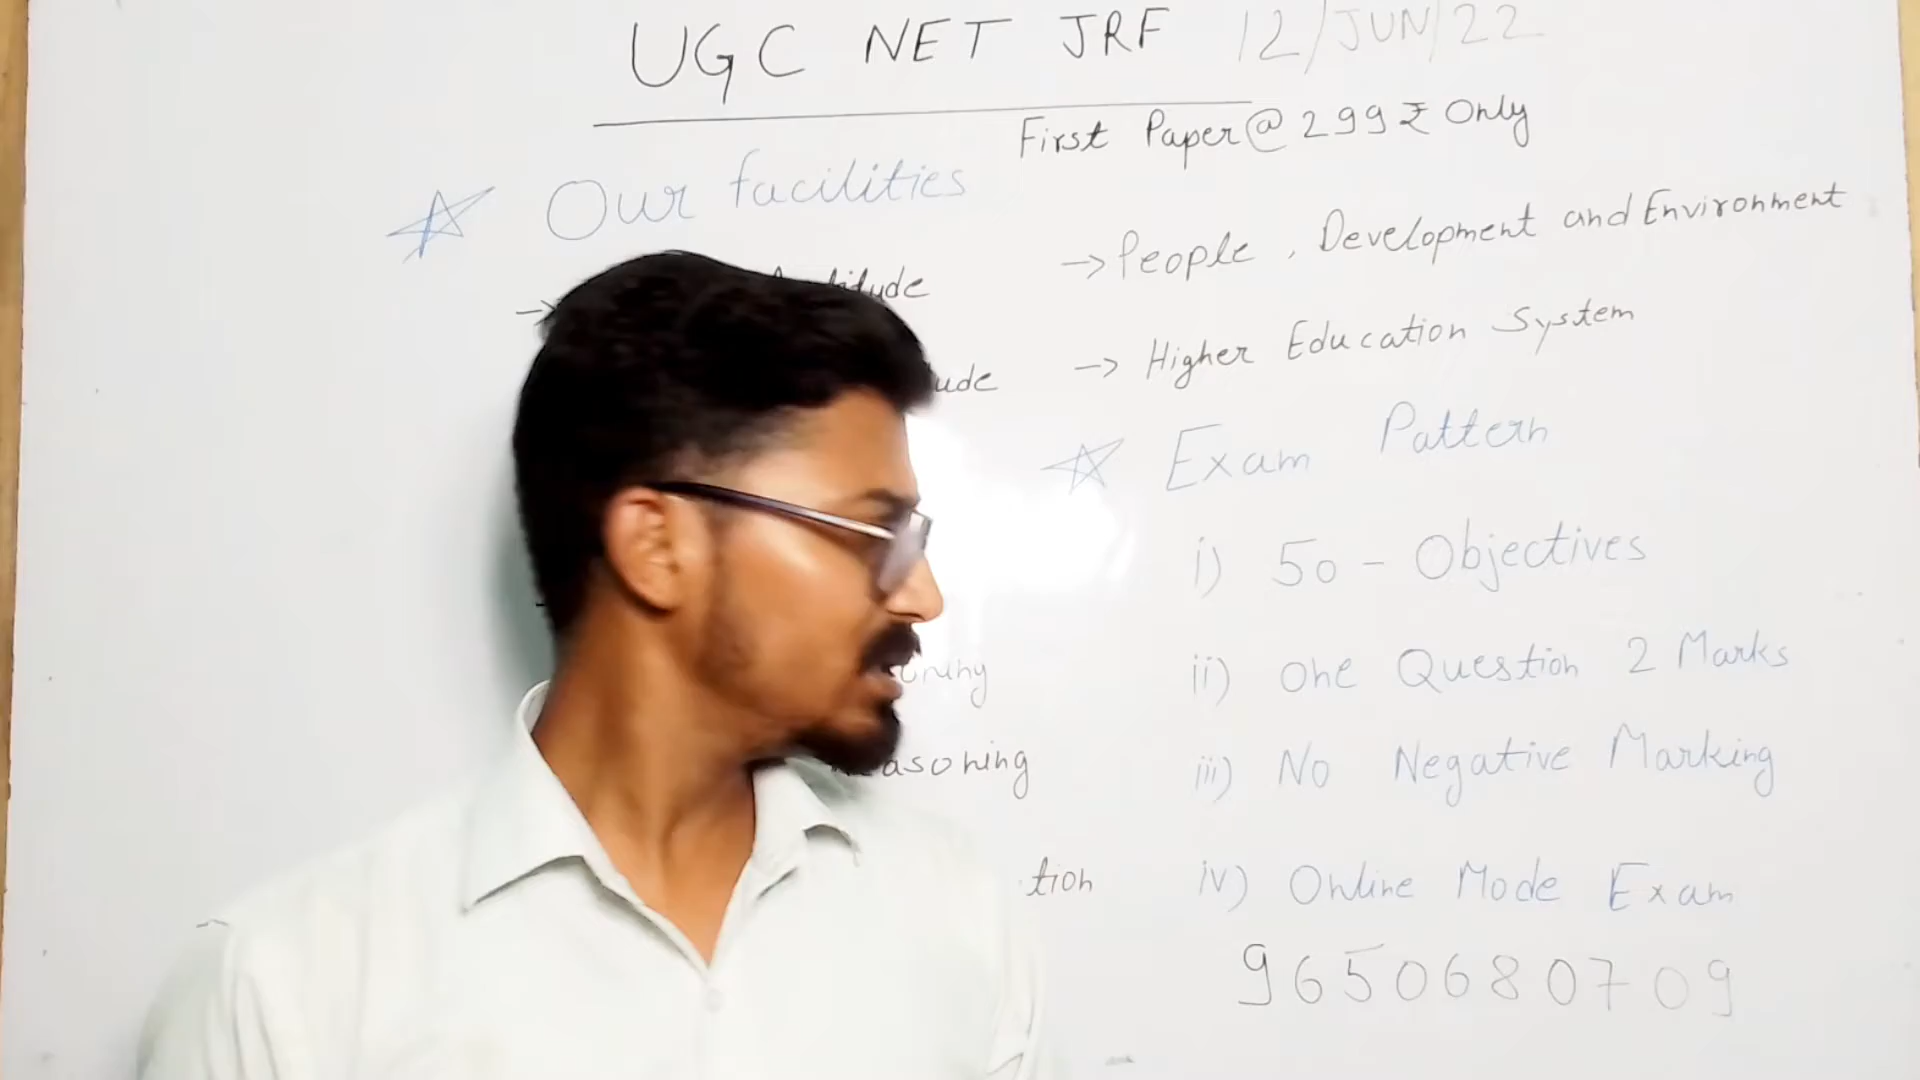 UGC NET JRF 12/JUN/22
First Paper @ 299 ₹ Only
Our facilities
→
→ People, Development and Environment
→ Higher Education System
Exam Pattern
i) 50 - Objectives
ii) One Question 2 Marks
iii) No Negative Marking
iv) Online Mode Exam
9650680709